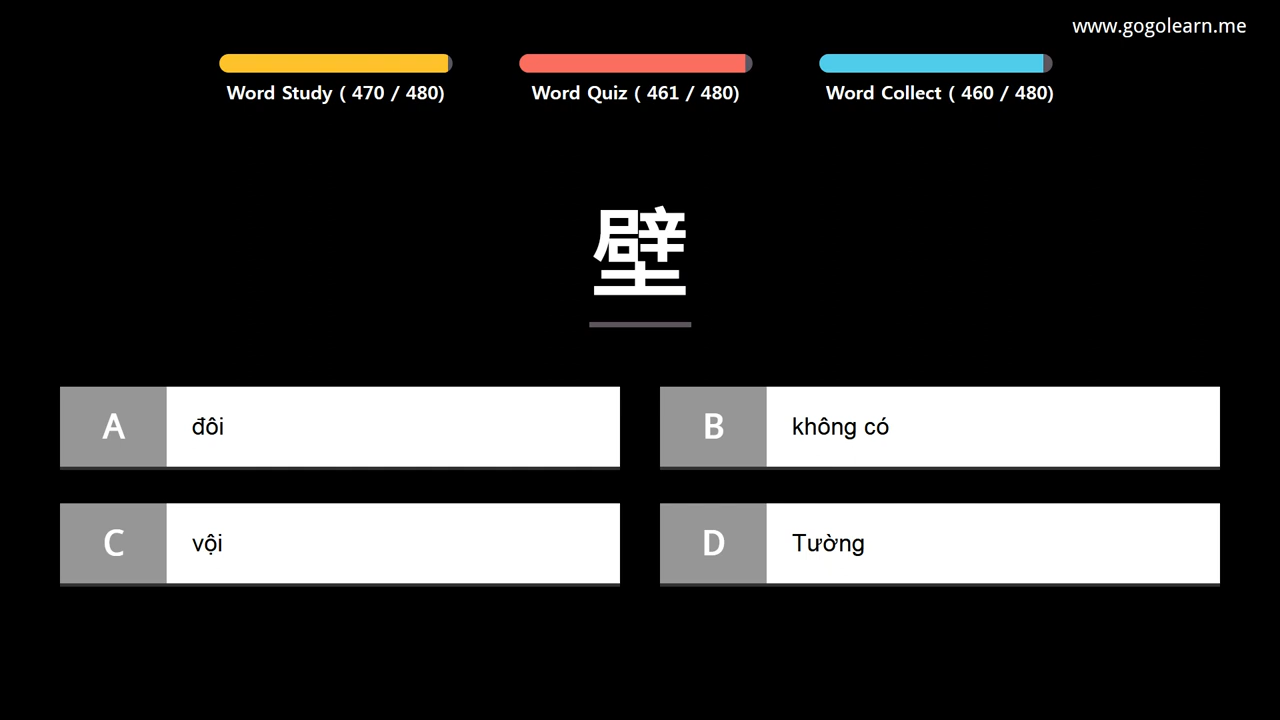 www.gogolearn.me
Word Study ( 470 / 480)
Word Quiz ( 461 / 480)
Word Collect ( 460 / 480)
壁
A đôi
B không có
C vội
D Tường